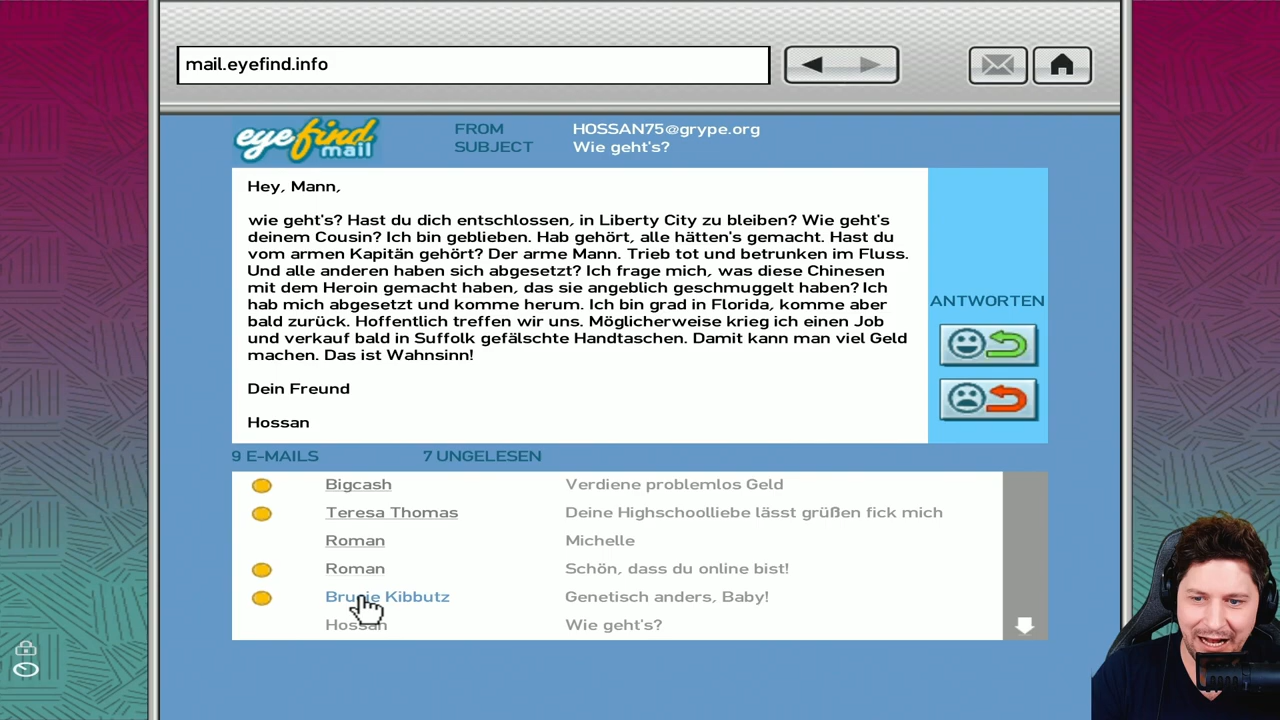 mail.eyefind.info
eyefind mail
FROM HOSSAN75@grype.org
SUBJECT Wie geht's?
Hey, Mann,
wie geht's? Hast du dich entschlossen, in Liberty City zu bleiben? Wie geht's
deinem Cousin? Ich bin geblieben. Hab gehört, alle hätten's gemacht. Hast du
vom armen Kapitän gehört? Der arme Mann. Trieb tot und betrunken im Fluss.
Und alle anderen haben sich abgesetzt? Ich frage mich, was diese Chinesen
mit dem Heroin gemacht haben, das sie angeblich geschmuggelt haben? Ich
hab mich abgesetzt und komme herum. Ich bin grad in Florida, komme aber
bald zurück. Hoffentlich treffen wir uns. Möglicherweise krieg ich einen Job
und verkauf bald in Suffolk gefälschte Handtaschen. Damit kann man viel Geld
machen. Das ist Wahnsinn!
Dein Freund
Hossan
ANTWORTEN
9 E-MAILS 7 UNGELESEN
Bigcash Verdiene problemlos Geld
Teresa Thomas Deine Highschoolliebe lässt grüßen fick mich
Roman Michelle
Roman Schön, dass du online bist!
Brucie Kibbutz Genetisch anders, Baby!
Hossan Wie geht's?